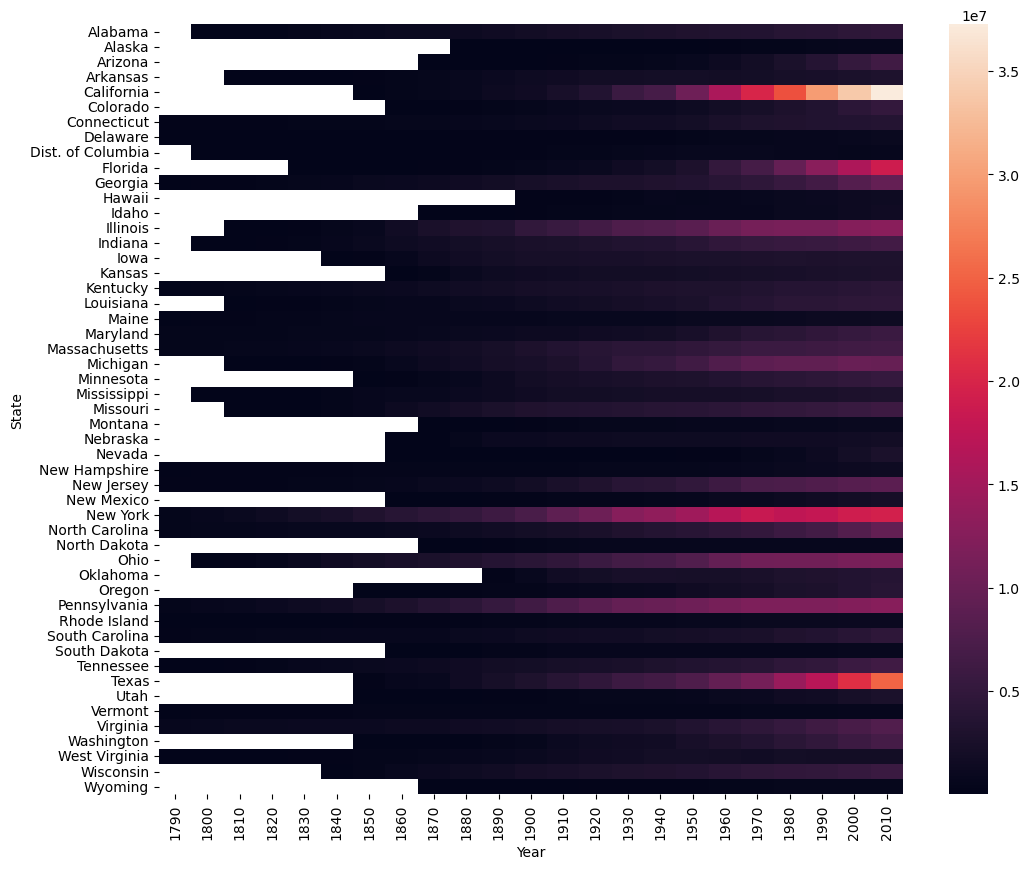 1e7
Alabama
Alaska
Arizona
Arkansas
California
Colorado
Connecticut
Delaware
Dist. of Columbia
Florida
Georgia
Hawaii
Idaho
Illinois
Indiana
Iowa
Kansas
Kentucky
Louisiana
Maine
Maryland
Massachusetts
Michigan
Minnesota
Mississippi
Missouri
Montana
Nebraska
Nevada
New Hampshire
New Jersey
New Mexico
New York
North Carolina
North Dakota
Ohio
Oklahoma
Oregon
Pennsylvania
Rhode Island
South Carolina
South Dakota
Tennessee
Texas
Utah
Vermont
Virginia
Washington
West Virginia
Wisconsin
Wyoming
State
1790 1800 1810 1820 1830 1840 1850 1860 1870 1880 1890 1900 1910 1920 1930 1940 1950 1960 1970 1980 1990 2000 2010
Year
3.5
3.0
2.5
2.0
1.5
1.0
0.5